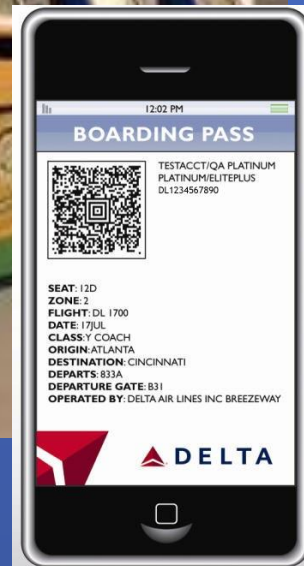 12:02 PM
BOARDING PASS
TESTACCT/QA PLATINUM
PLATINUM/ELITEPLUS
DL1234567890
SEAT: 12D
ZONE: 2
FLIGHT: DL 1700
DATE: 17JUL
CLASS:Y COACH
ORIGIN:ATLANTA
DESTINATION: CINCINNATI
DEPARTS: 833A
DEPARTURE GATE: B31
OPERATED BY: DELTA AIR LINES INC BREEZEWAY
DELTA